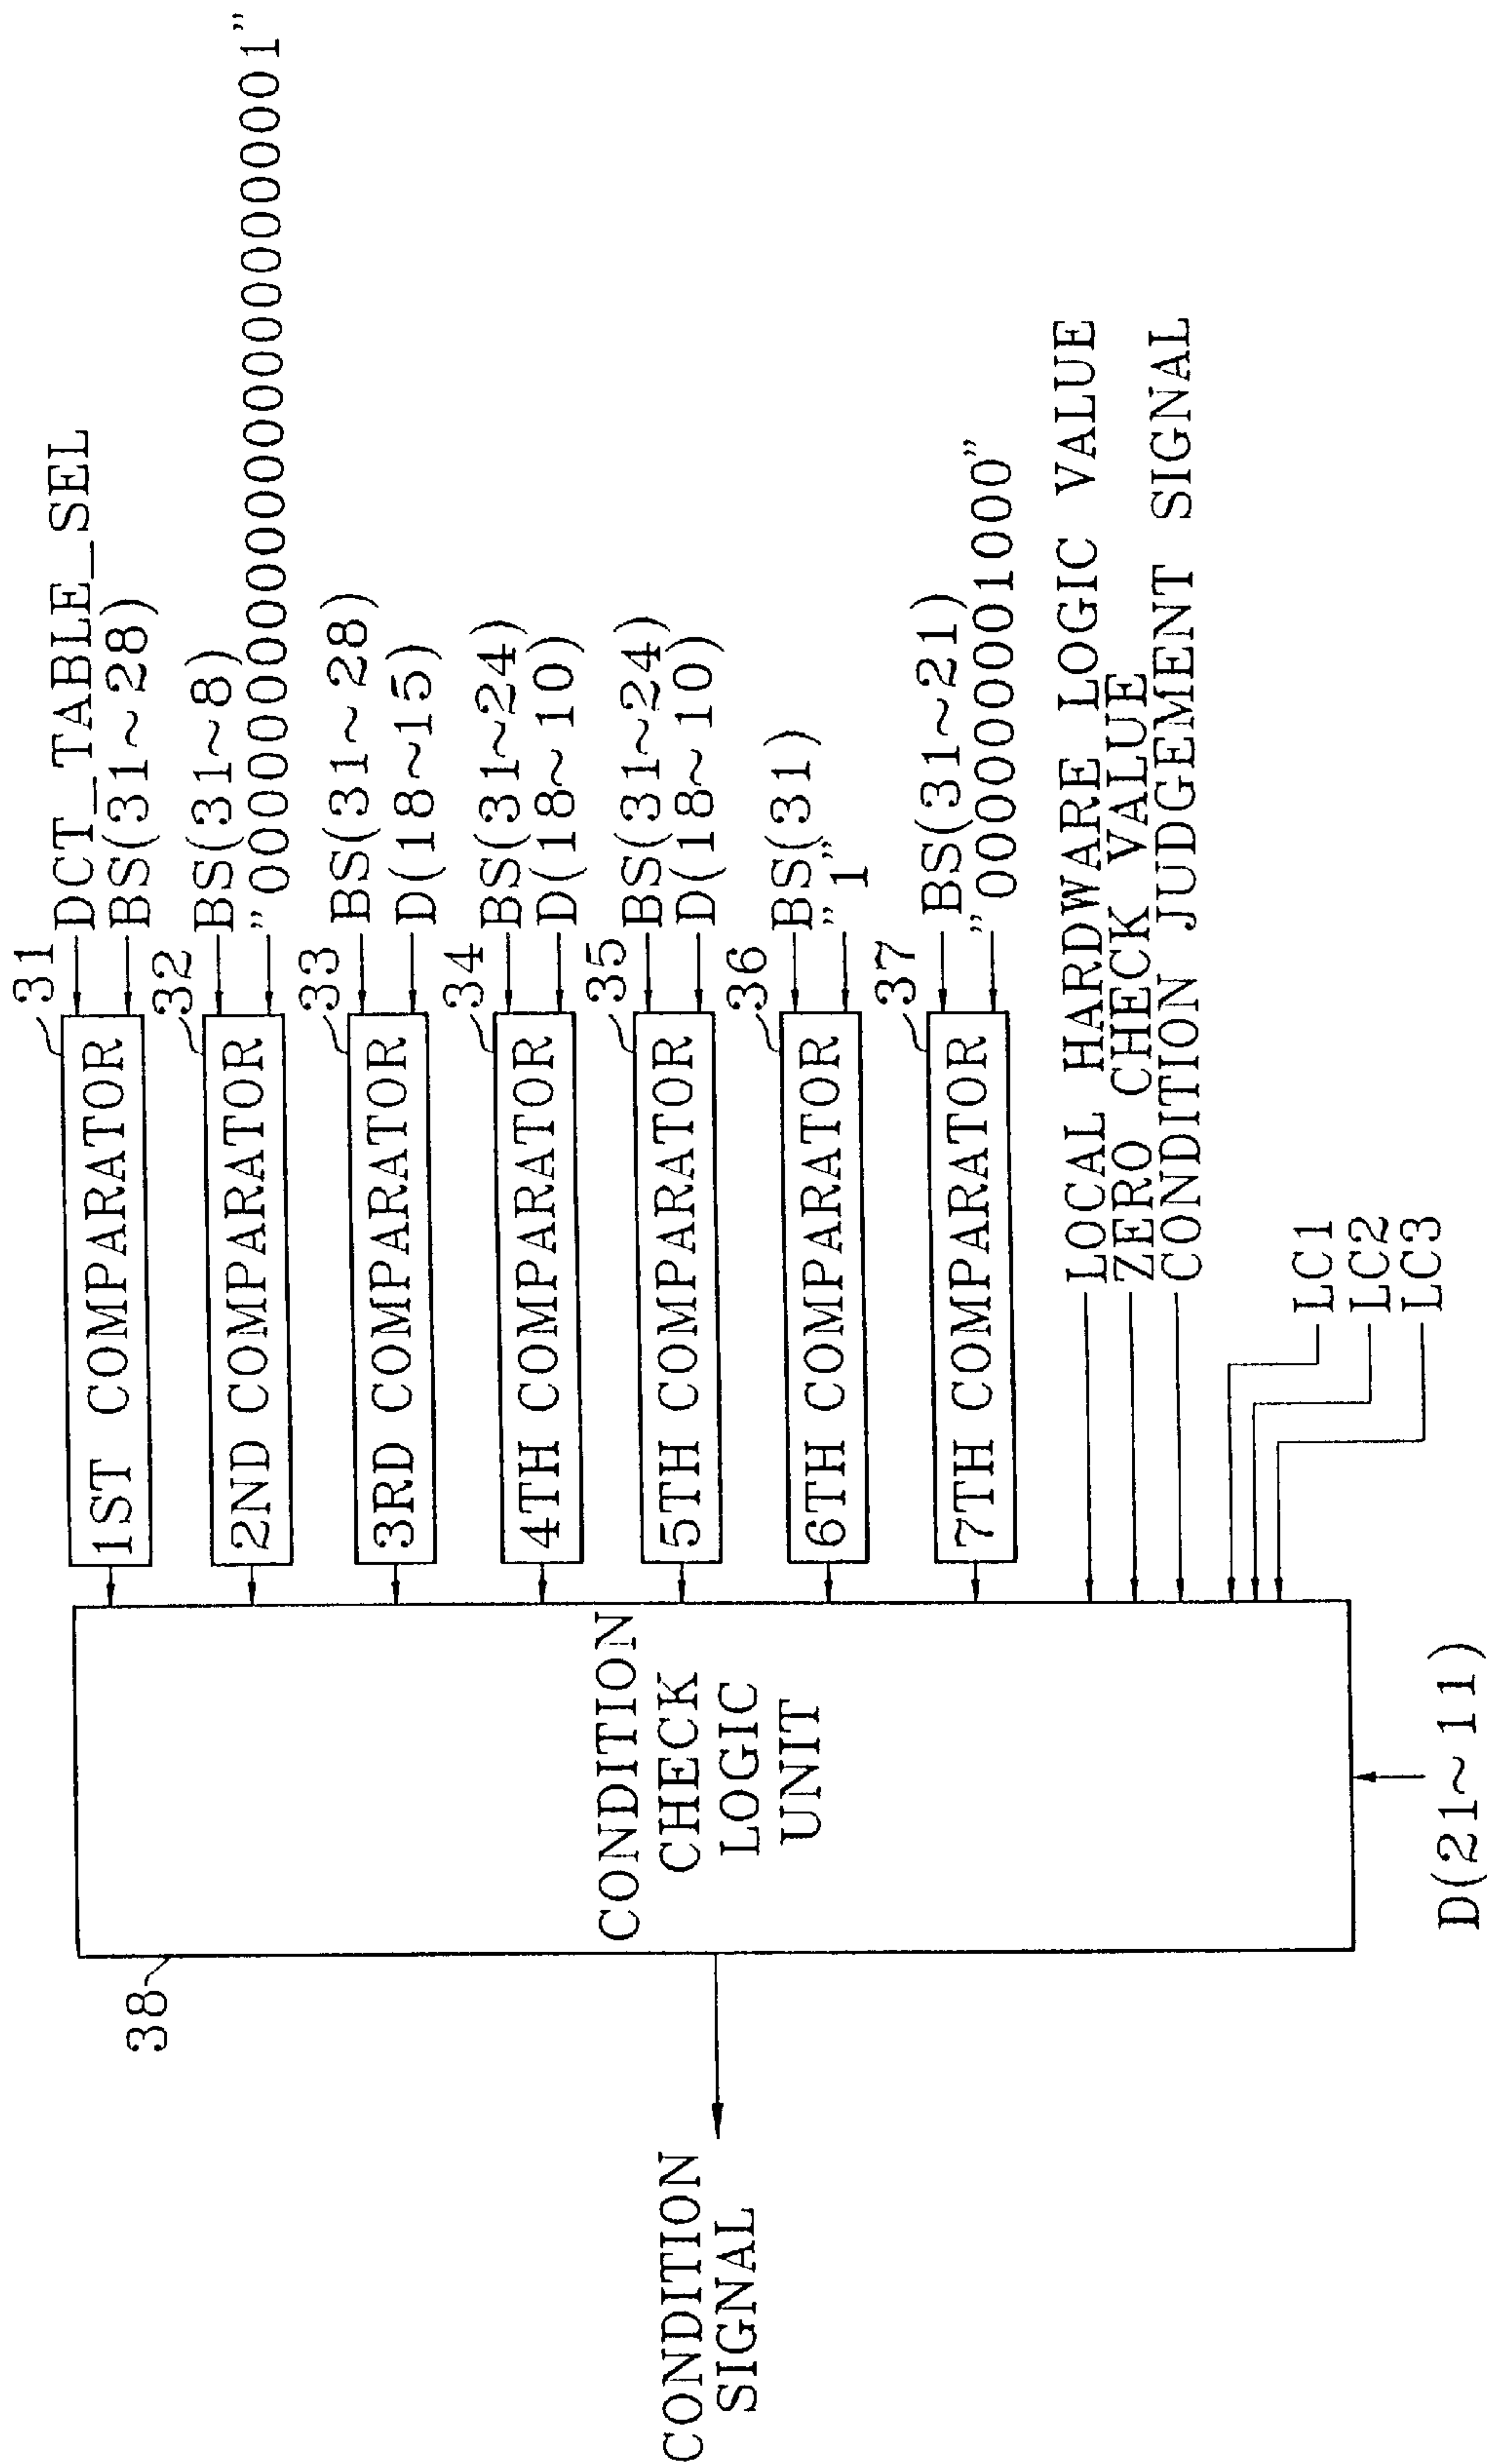 31
1ST COMPARATOR
DCT_TABLE_SEL
BS(31~28)
32
2ND COMPARATOR
BS(31~8)
"000000000000000000000001"
33
3RD COMPARATOR
BS(31~28)
D(18~15)
34
4TH COMPARATOR
BS(31~24)
D(18~10)
35
5TH COMPARATOR
BS(31~24)
D(18~10)
36
6TH COMPARATOR
BS(31)
"1"
37
7TH COMPARATOR
BS(31~21)
"00000001000"
LOCAL HARDWARE LOGIC VALUE
ZERO CHECK VALUE
CONDITION JUDGEMENT SIGNAL
LC1
LC2
LC3
38
CONDITION
CHECK
LOGIC
UNIT
CONDITION
SIGNAL
D(21~11)